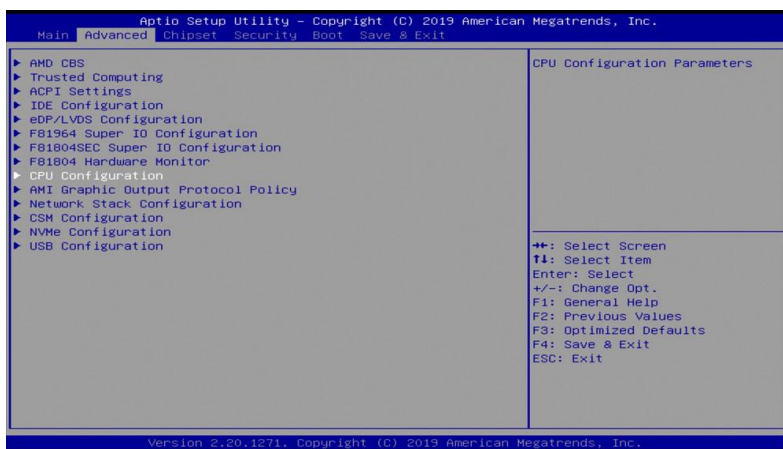 Aptio Setup Utility – Copyright (C) 2019 American Megatrends, Inc.
Main Advanced Chipset Security Boot Save & Exit
▶ AMD CBS
▶ Trusted Computing
▶ ACPI Settings
▶ IDE Configuration
▶ eDP/LVDS Configuration
▶ F81964 Super IO Configuration
▶ F81804SEC Super IO Configuration
▶ F81804 Hardware Monitor
▶ CPU Configuration
▶ AMI Graphic Output Protocol Policy
▶ Network Stack Configuration
▶ CSM Configuration
▶ NVMe Configuration
▶ USB Configuration
CPU Configuration Parameters
→←: Select Screen
↑↓: Select Item
Enter: Select
+/-: Change Opt.
F1: General Help
F2: Previous Values
F3: Optimized Defaults
F4: Save & Exit
ESC: Exit
Version 2.20.1271. Copyright (C) 2019 American Megatrends, Inc.